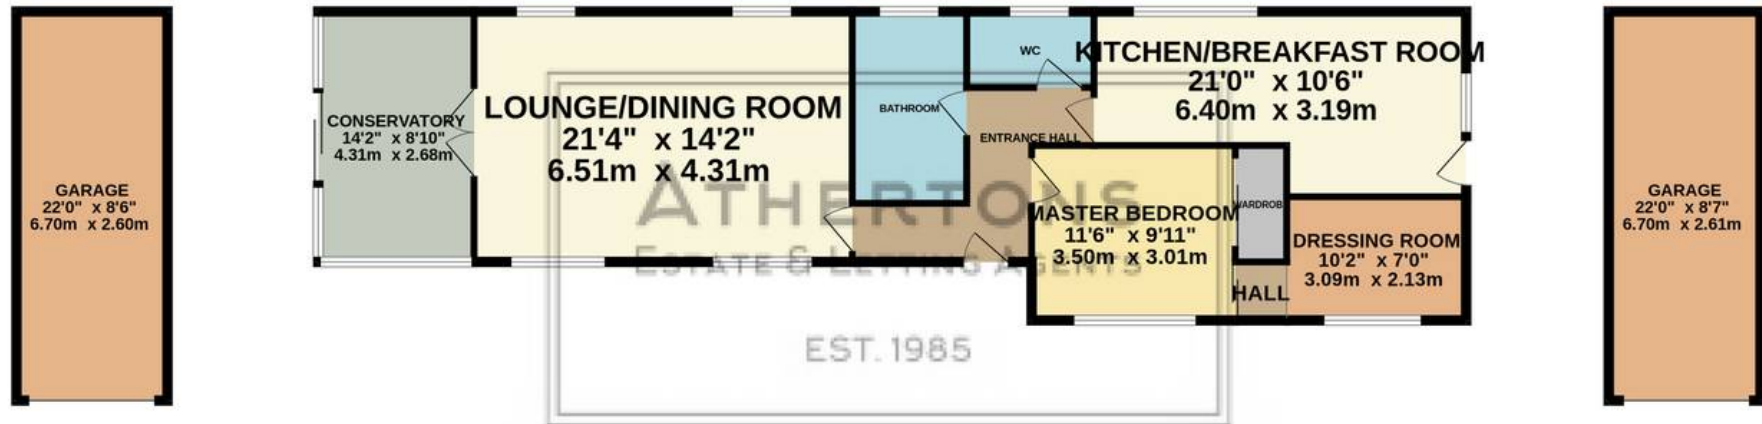 GARAGE
22'0" x 8'6"
6.70m x 2.60m
CONSERVATORY
14'2" x 8'10"
4.31m x 2.68m
LOUNGE/DINING ROOM
21'4" x 14'2"
6.51m x 4.31m
BATHROOM
WC
ENTRANCE HALL
KITCHEN/BREAKFAST ROOM
21'0" x 10'6"
6.40m x 3.19m
MASTER BEDROOM
11'6" x 9'11"
3.50m x 3.01m
WARDROB
HALL
DRESSING ROOM
10'2" x 7'0"
3.09m x 2.13m
GARAGE
22'0" x 8'7"
6.70m x 2.61m
ATHERTONS
ESTATE & LETTING AGENTS
EST. 1985